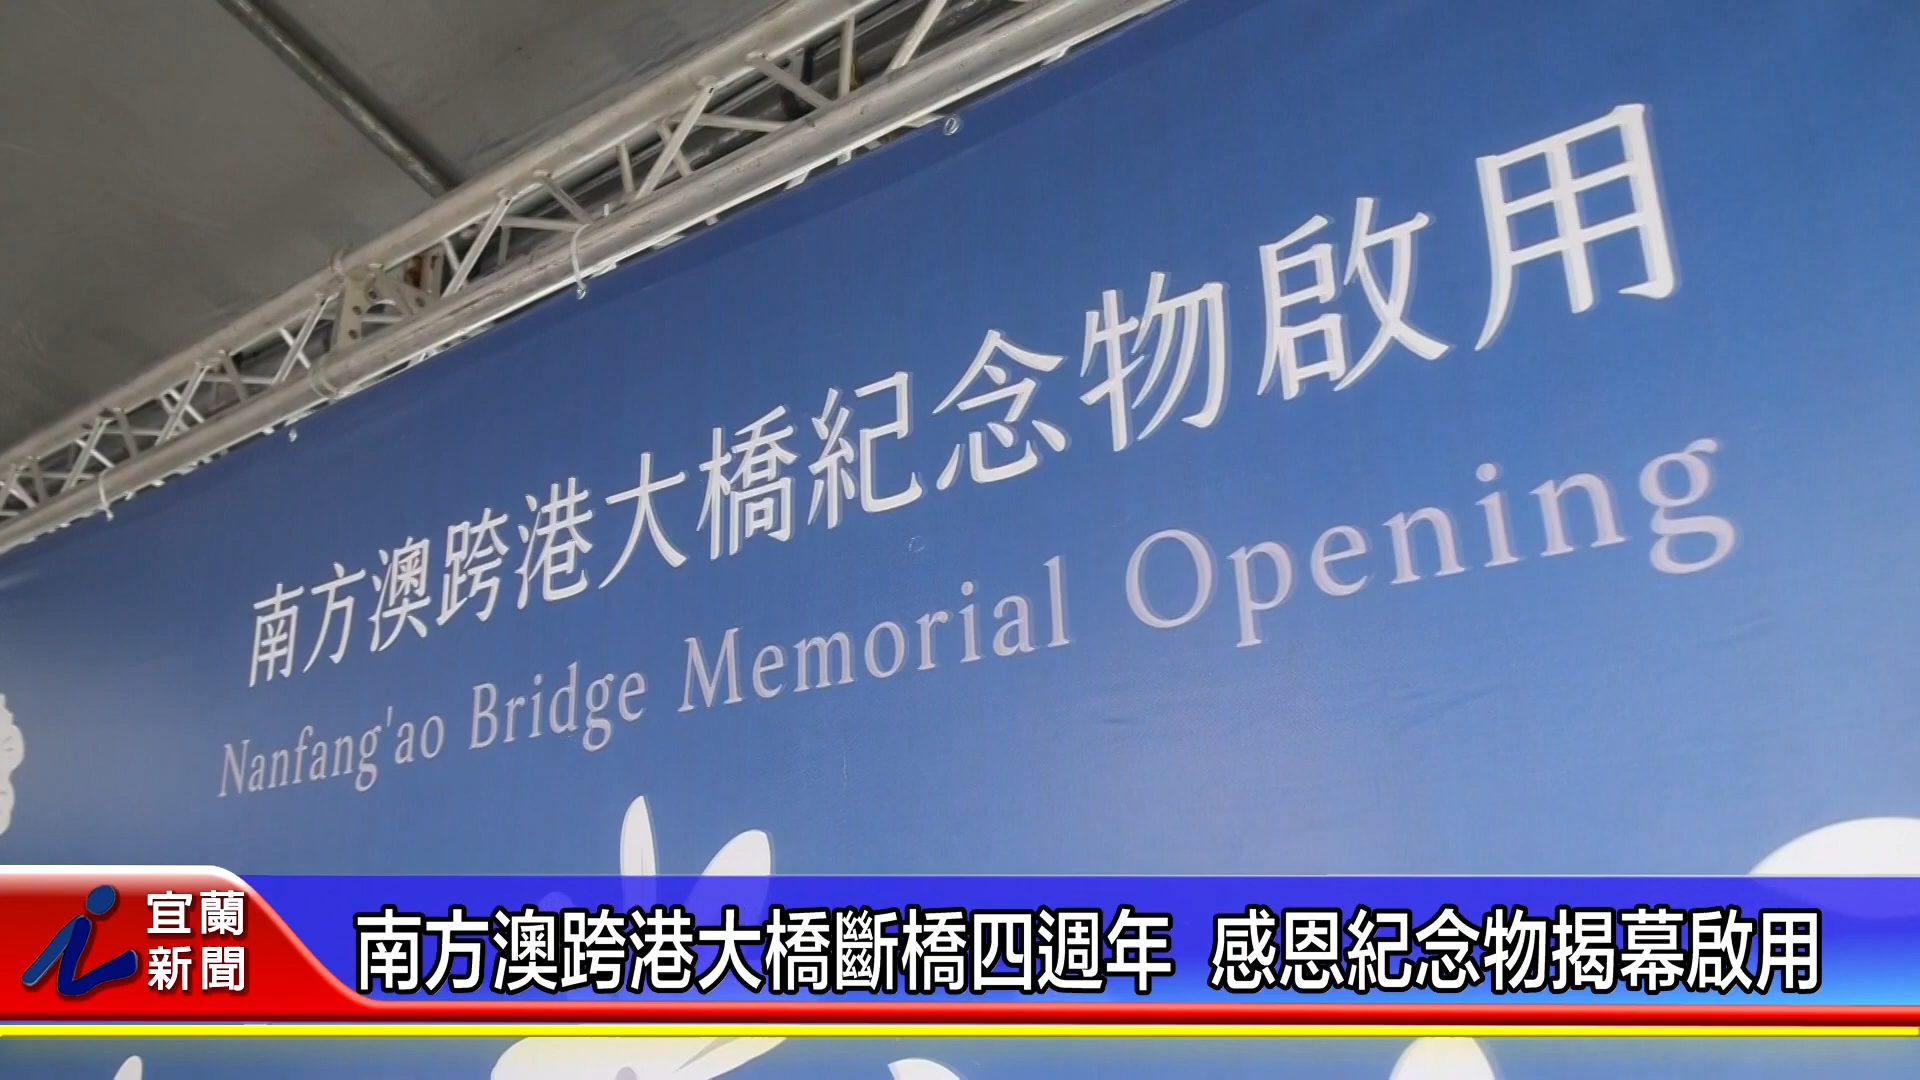 南方澳跨港大橋紀念物啟用
Nanfang'ao Bridge Memorial Opening
宜蘭
新聞
南方澳跨港大橋斷橋四週年 感恩紀念物揭幕啟用